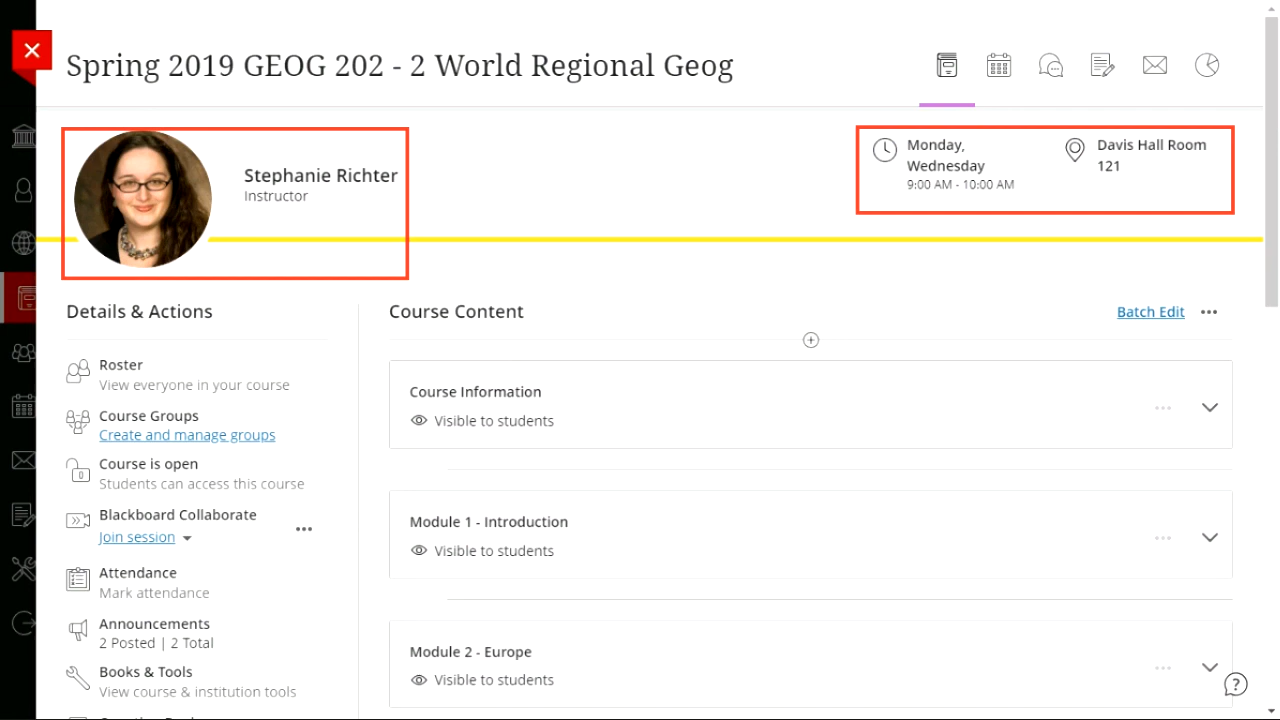 Spring 2019 GEOG 202 - 2 World Regional Geog
Stephanie Richter
Instructor
Monday,
Wednesday
9:00 AM - 10:00 AM
Davis Hall Room
121
Details & Actions
Roster
View everyone in your course
Course Groups
Create and manage groups
Course is open
Students can access this course
Blackboard Collaborate
Join session
Attendance
Mark attendance
Announcements
2 Posted | 2 Total
Books & Tools
View course & institution tools
Course Content
Batch Edit
Course Information
Visible to students
Module 1 - Introduction
Visible to students
Module 2 - Europe
Visible to students